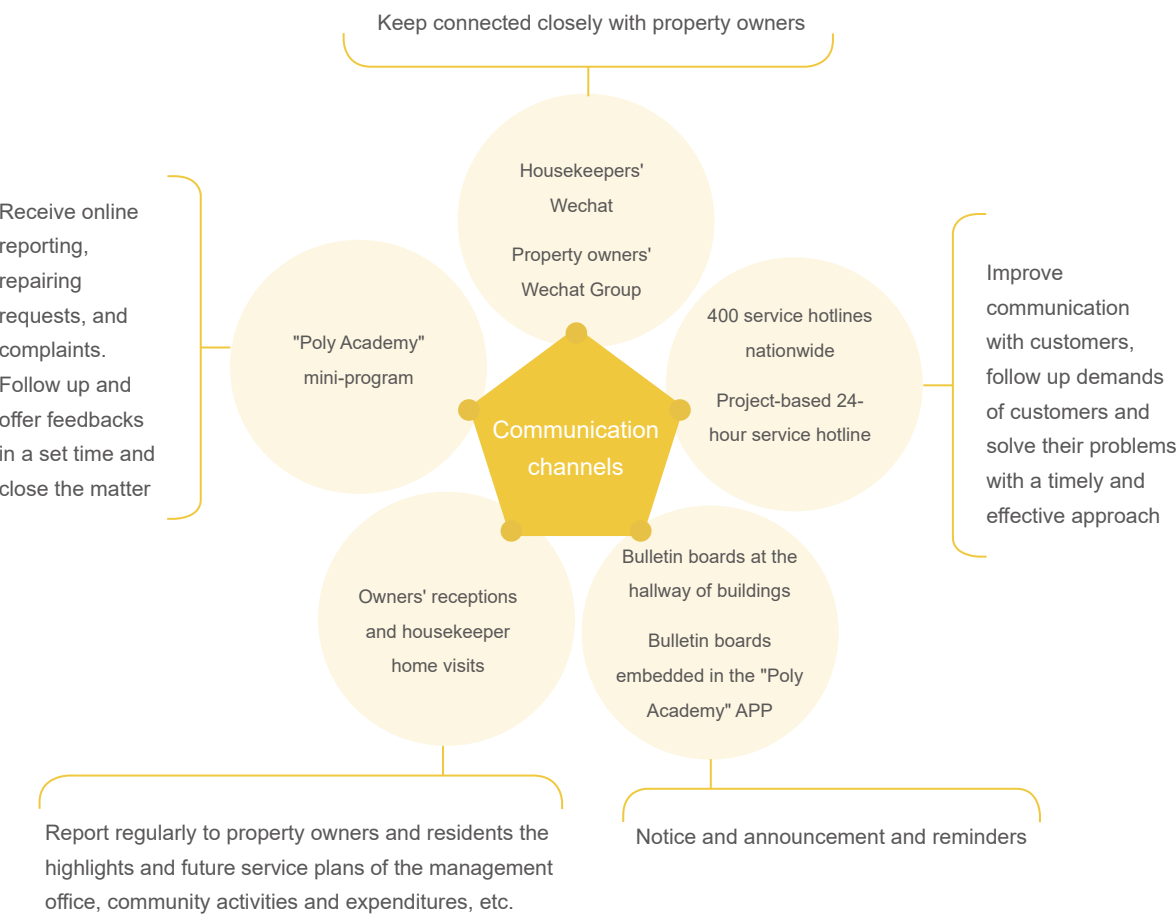 Keep connected closely with property owners
Housekeepers'
Wechat
Property owners'
Wechat Group
Receive online
reporting,
repairing
requests, and
complaints.
Follow up and
offer feedbacks
in a set time and
close the matter
"Poly Academy"
mini-program
400 service hotlines
nationwide
Project-based 24-
hour service hotline
Improve
communication
with customers,
follow up demands
of customers and
solve their problems
with a timely and
effective approach
Communication
channels
Owners' receptions
and housekeeper
home visits
Bulletin boards at the
hallway of buildings
Bulletin boards
embedded in the "Poly
Academy" APP
Report regularly to property owners and residents the
highlights and future service plans of the management
office, community activities and expenditures, etc.
Notice and announcement and reminders